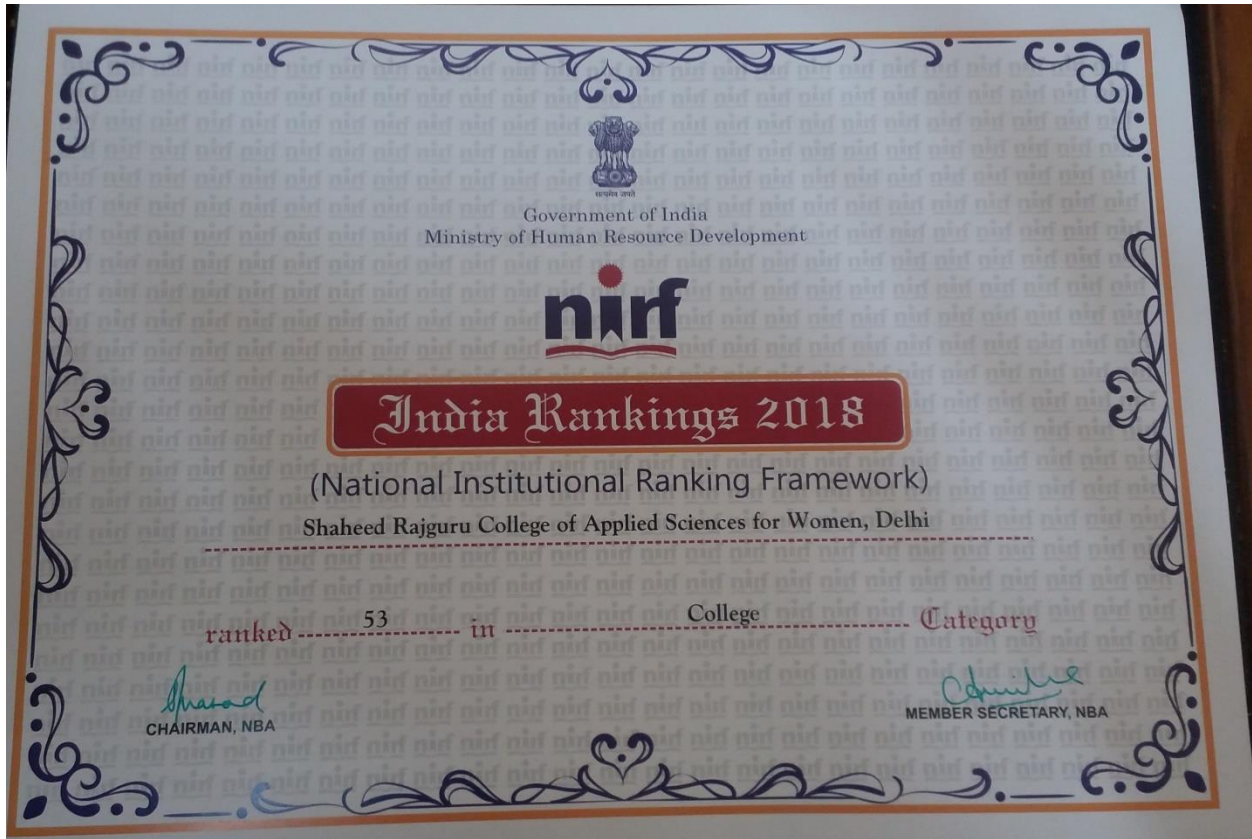 सत्यमेव जयते
Government of India
Ministry of Human Resource Development
nirf
India Rankings 2018
(National Institutional Ranking Framework)
Shaheed Rajguru College of Applied Sciences for Women, Delhi
ranked 53 in College Category
CHAIRMAN, NBA
MEMBER SECRETARY, NBA